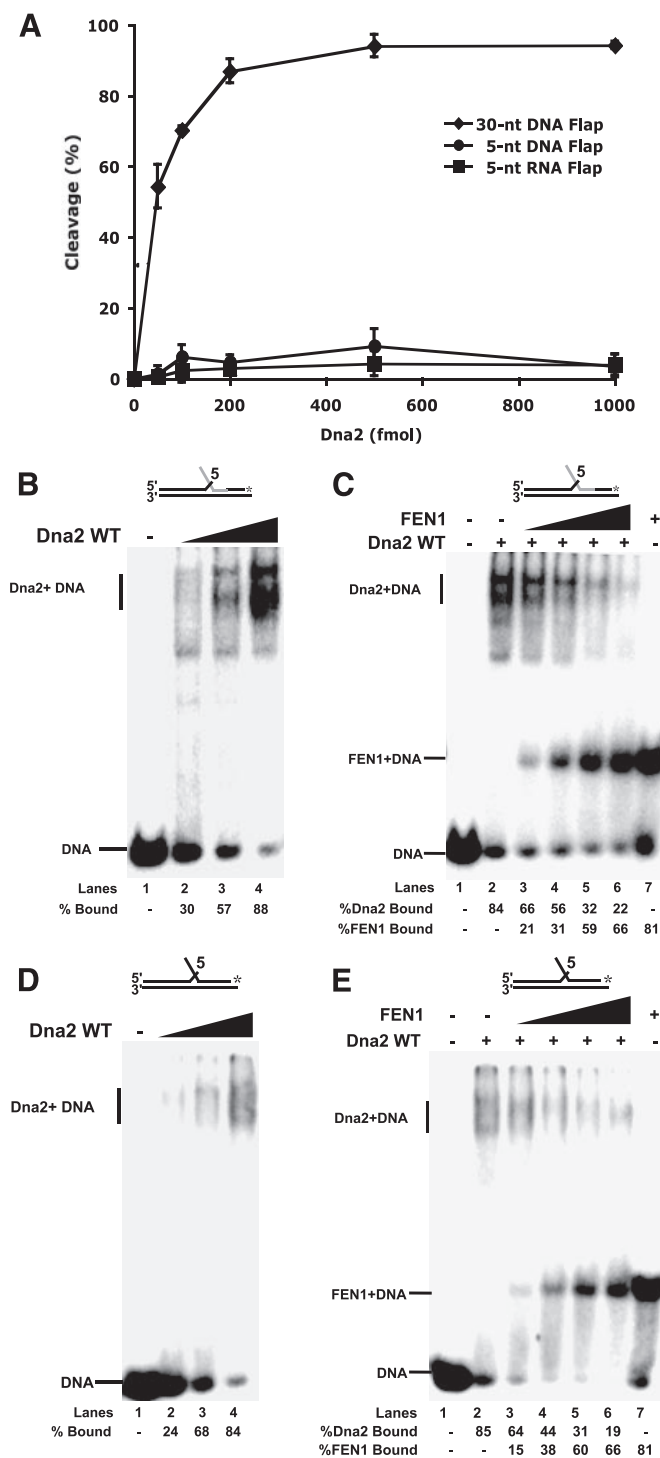 A
100
80
60
40
20
0
Cleavage (%)
30-nt DNA Flap
5-nt DNA Flap
5-nt RNA Flap
0 200 400 600 800 1000
Dna2 (fmol)
B
5
5'
3'
*
Dna2 WT
-
Dna2+ DNA
DNA
Lanes 1 2 3 4
% Bound - 30 57 88
C
5
5'
3'
*
FEN1 - - +
Dna2 WT - + + + + + -
Dna2+DNA
FEN1+DNA
DNA
Lanes 1 2 3 4 5 6 7
%Dna2 Bound - 84 66 56 32 22 -
%FEN1 Bound - - 21 31 59 66 81
D
5
5'
3'
*
Dna2 WT
-
Dna2+ DNA
DNA
Lanes 1 2 3 4
% Bound - 24 68 84
E
5
5'
3'
*
FEN1 - - +
Dna2 WT - + + + + + -
Dna2+DNA
FEN1+DNA
DNA
Lanes 1 2 3 4 5 6 7
%Dna2 Bound - 85 64 44 31 19 -
%FEN1 Bound - - 15 38 60 66 81